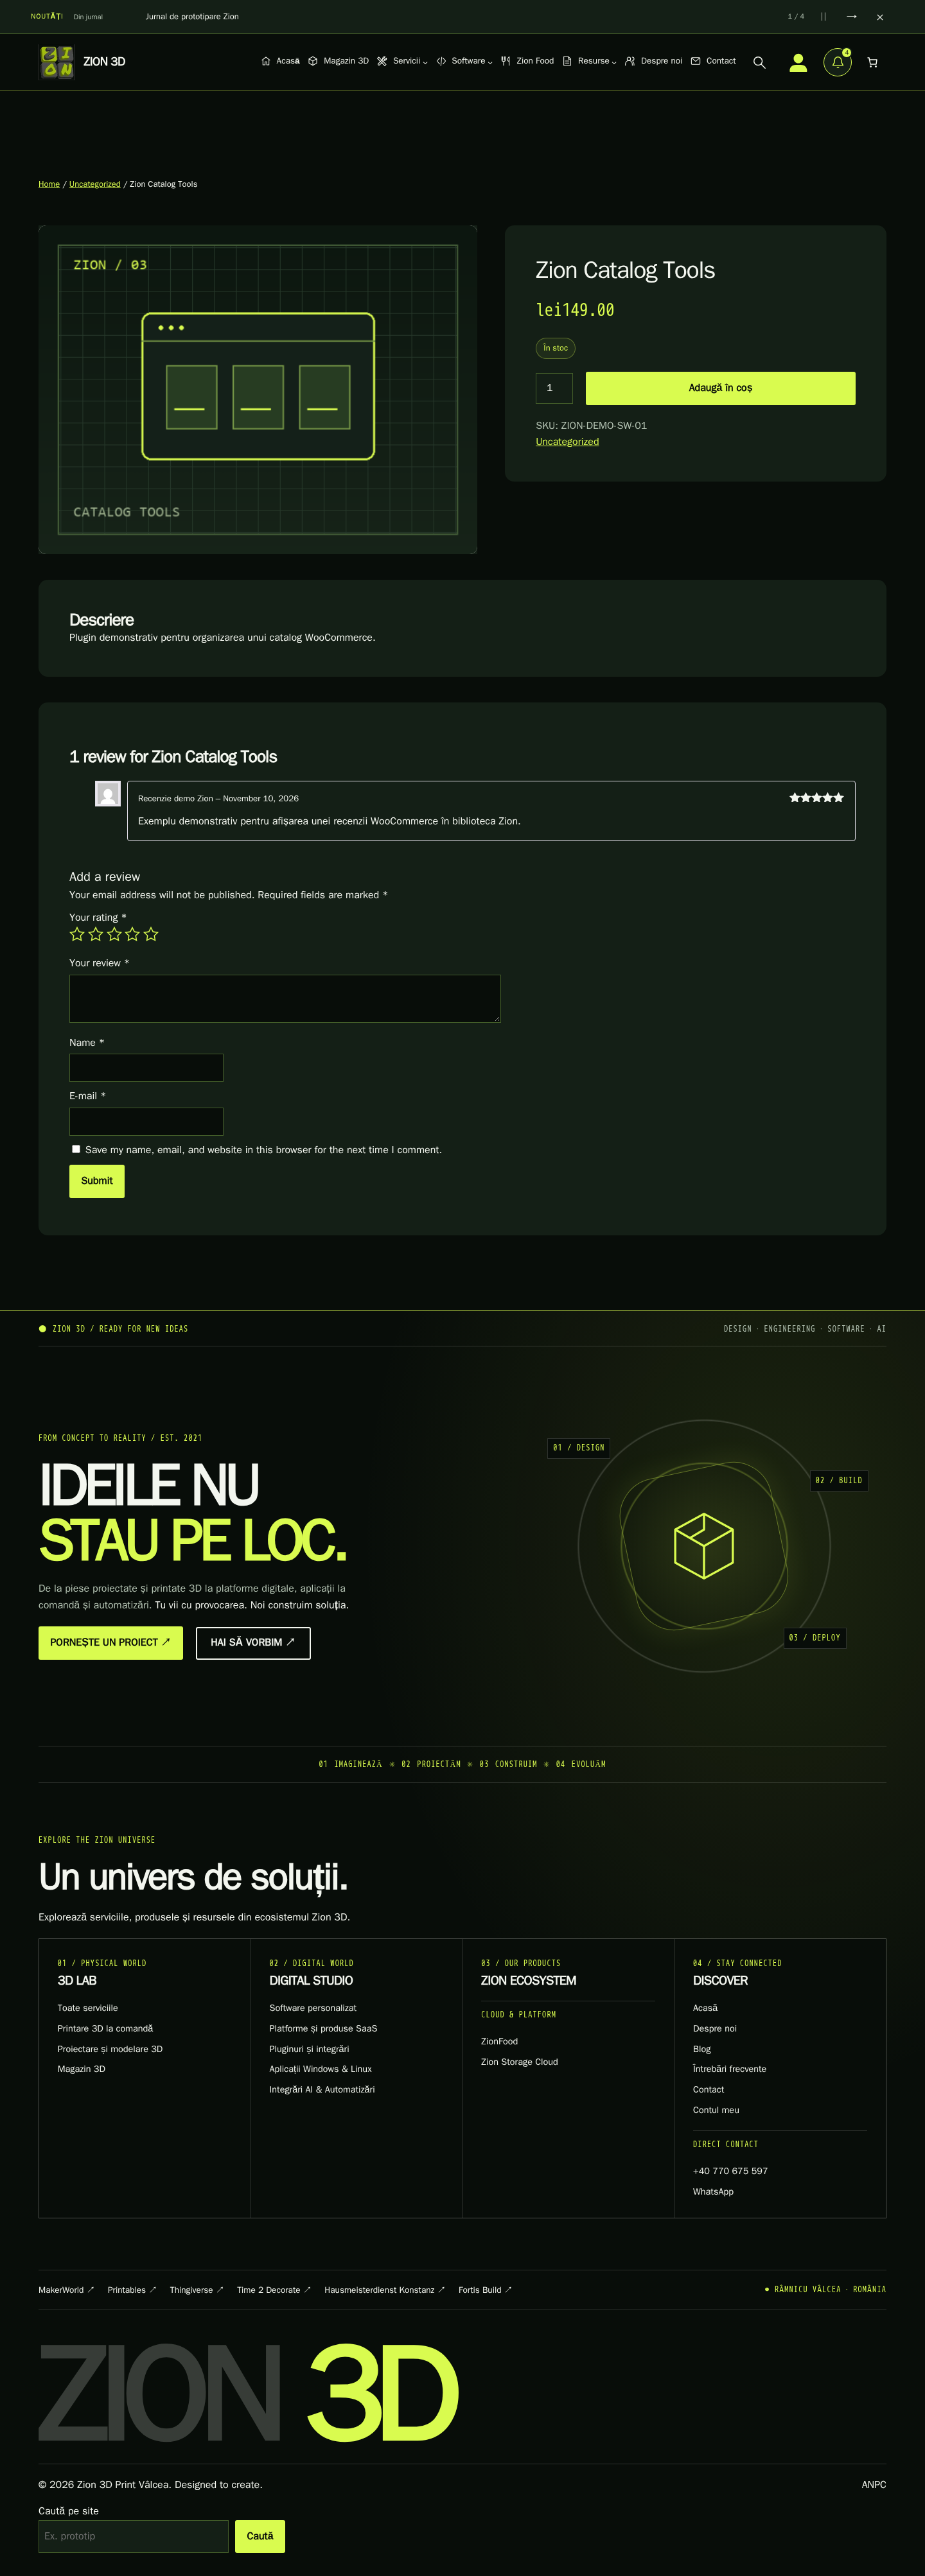 NOUTĂȚI
Din jurnal
Jurnal de prototipare Zion
1 / 4
ZION
ZION 3D
Acasă
Magazin 3D
Servicii
Software
Zion Food
Resurse
Despre noi
Contact
4
Home / Uncategorized / Zion Catalog Tools
ZION / 03
CATALOG TOOLS
Zion Catalog Tools
lei149.00
În stoc
1
Adaugă în coș
SKU: ZION-DEMO-SW-01
Uncategorized
Descriere
Plugin demonstrativ pentru organizarea unui catalog WooCommerce.
1 review for Zion Catalog Tools
Recenzie demo Zion – November 10, 2026
Exemplu demonstrativ pentru afișarea unei recenzii WooCommerce în biblioteca Zion.
Add a review
Your email address will not be published. Required fields are marked *
Your rating *
Your review *
Name *
E-mail *
Save my name, email, and website in this browser for the next time I comment.
Submit
ZION 3D / READY FOR NEW IDEAS
DESIGN · ENGINEERING · SOFTWARE · AI
FROM CONCEPT TO REALITY / EST. 2021
IDEILE NU
STAU PE LOC.
De la piese proiectate și printate 3D la platforme digitale, aplicații la
comandă și automatizări. Tu vii cu provocarea. Noi construim soluția.
PORNEȘTE UN PROIECT ↗
HAI SĂ VORBIM ↗
01 / DESIGN
02 / BUILD
03 / DEPLOY
01 IMAGINEAZĂ ✳ 02 PROIECTĂM ✳ 03 CONSTRUIM ✳ 04 EVOLUĂM
EXPLORE THE ZION UNIVERSE
Un univers de soluții.
Explorează serviciile, produsele și resursele din ecosistemul Zion 3D.
01 / PHYSICAL WORLD
3D LAB
Toate serviciile
Printare 3D la comandă
Proiectare și modelare 3D
Magazin 3D
02 / DIGITAL WORLD
DIGITAL STUDIO
Software personalizat
Platforme și produse SaaS
Pluginuri și integrări
Aplicații Windows & Linux
Integrări AI & Automatizări
03 / OUR PRODUCTS
ZION ECOSYSTEM
CLOUD & PLATFORM
ZionFood
Zion Storage Cloud
04 / STAY CONNECTED
DISCOVER
Acasă
Despre noi
Blog
Întrebări frecvente
Contact
Contul meu
DIRECT CONTACT
+40 770 675 597
WhatsApp
MakerWorld ↗
Printables ↗
Thingiverse ↗
Time 2 Decorate ↗
Hausmeisterdienst Konstanz ↗
Fortis Build ↗
● RÂMNICU VÂLCEA · ROMÂNIA
ZION 3D
© 2026 Zion 3D Print Vâlcea. Designed to create.
ANPC
Caută pe site
Ex. prototip
Caută